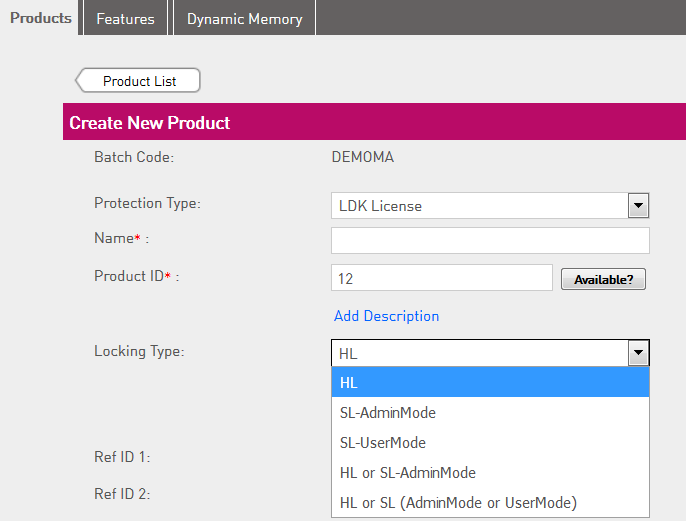 Products Features Dynamic Memory
Product List
Create New Product
Batch Code: DEMOMA
Protection Type: LDK License
Name* :
Product ID* : 12 Available?
Add Description
Locking Type: HL
HL
SL-AdminMode
SL-UserMode
Ref ID 1: HL or SL-AdminMode
Ref ID 2: HL or SL (AdminMode or UserMode)